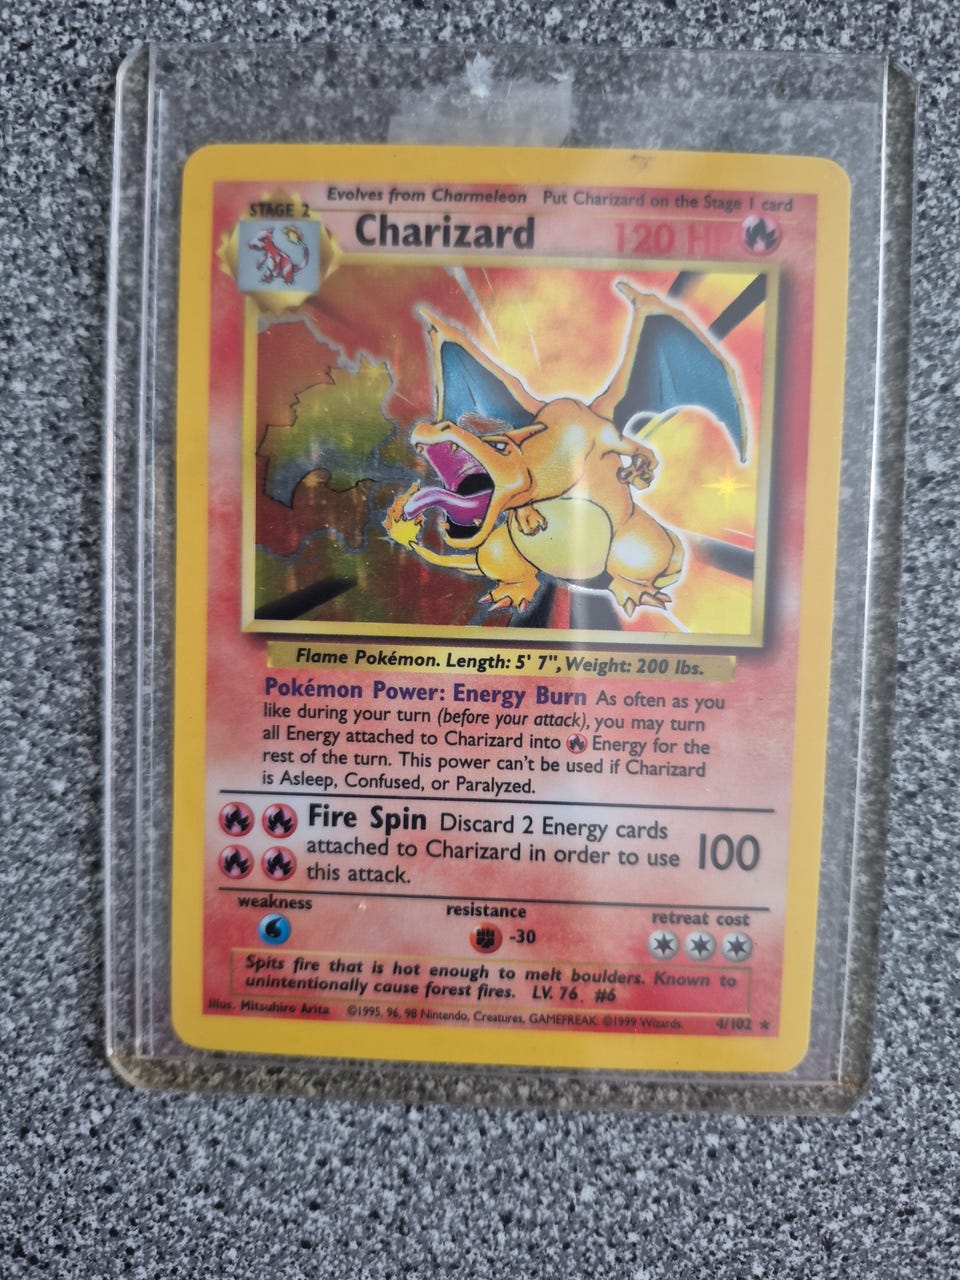 Evolves from Charmeleon Put Charizard on the Stage 1 card
STAGE 2
Charizard 120 HP
Flame Pokémon. Length: 5' 7", Weight: 200 lbs.
Pokémon Power: Energy Burn As often as you
like during your turn (before your attack), you may turn
all Energy attached to Charizard into Energy for the
rest of the turn. This power can't be used if Charizard
is Asleep, Confused, or Paralyzed.
Fire Spin Discard 2 Energy cards
attached to Charizard in order to use 100
this attack.
weakness resistance retreat cost
-30
Spits fire that is hot enough to melt boulders. Known to
unintentionally cause forest fires. LV. 76 #6
Illus. Mitsuhiro Arita ©1995, 96, 98 Nintendo, Creatures, GAMEFREAK. ©1999 Wizards. 4/102 ★